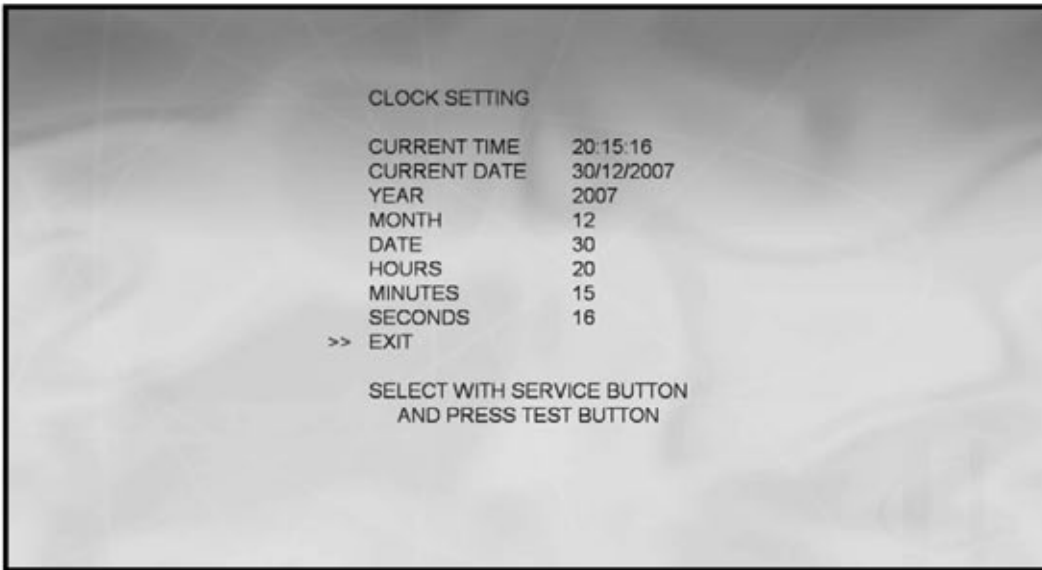 CLOCK SETTING
CURRENT TIME 20:15:16
CURRENT DATE 30/12/2007
YEAR 2007
MONTH 12
DATE 30
HOURS 20
MINUTES 15
SECONDS 16
>> EXIT
SELECT WITH SERVICE BUTTON
AND PRESS TEST BUTTON